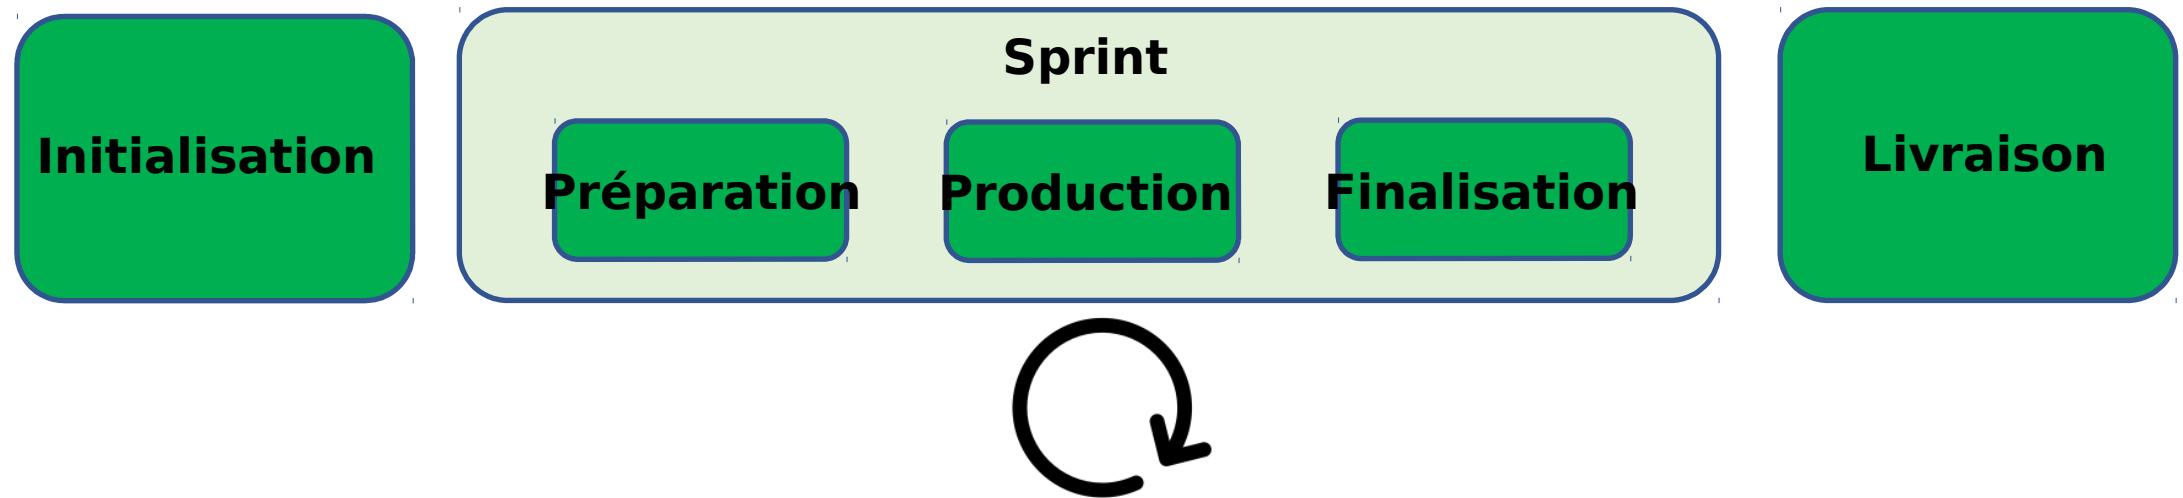 Initialisation
Sprint
Préparation
Production
Finalisation
Livraison